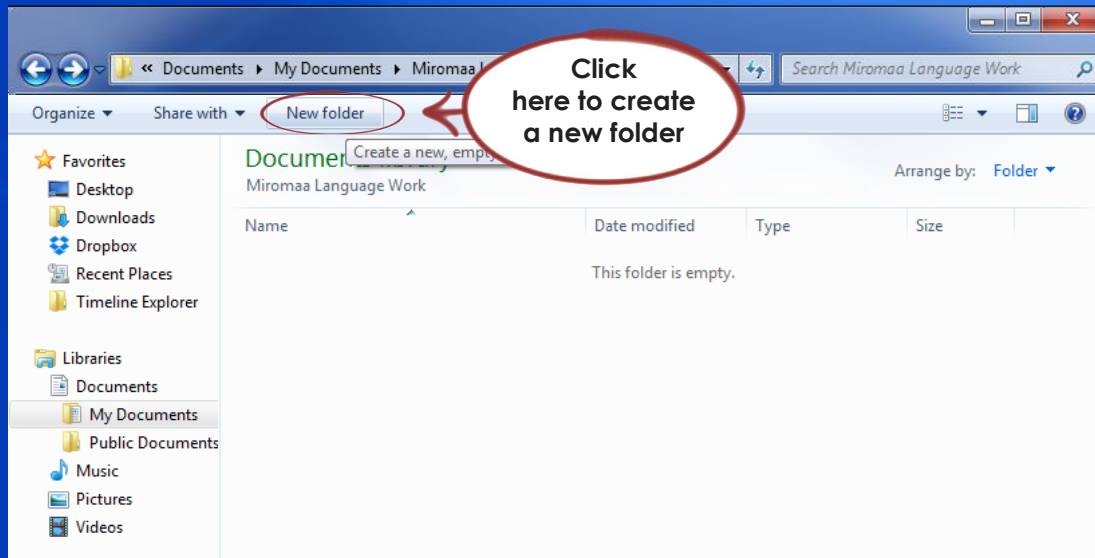 « Documents ▸ My Documents ▸ Miromaa
Search Miromaa Language Work
Click
here to create
a new folder
Organize
Share with
New folder
Create a new,
Favorites
Desktop
Downloads
Dropbox
Recent Places
Timeline Explorer
Libraries
Documents
My Documents
Public Documents
Music
Pictures
Videos
Miromaa Language Work
Arrange by: Folder
Name Date modified Type Size
This folder is empty.